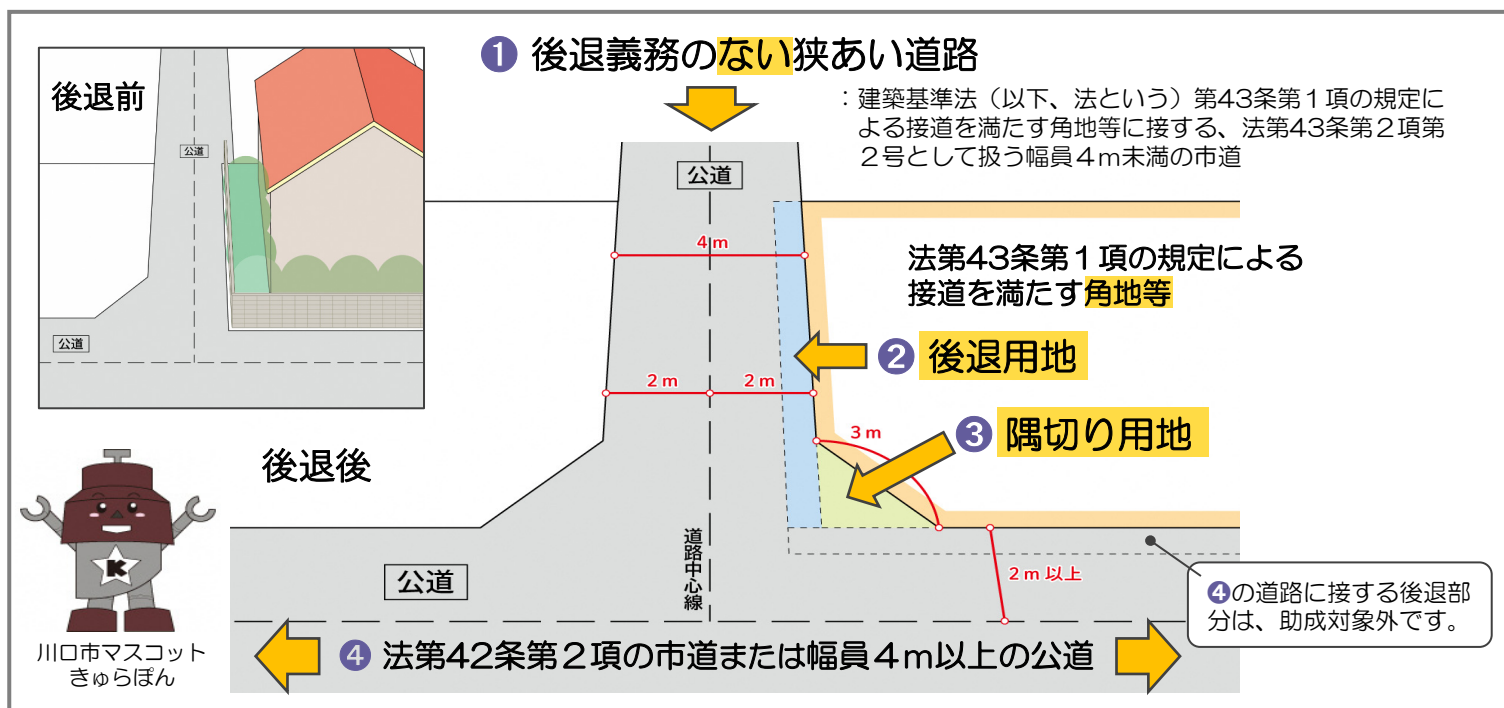 後退前
公道
公道
❶ 後退義務のない狭あい道路
：建築基準法（以下、法という）第43条第１項の規定に
よる接道を満たす角地等に接する、法第43条第２項第
２号として扱う幅員４ｍ未満の市道
公道
4 m
法第43条第１項の規定による
接道を満たす角地等
❷ 後退用地
2 m
2 m
❸ 隅切り用地
3 m
後退後
道路中心線
2 m 以上
公道
❹の道路に接する後退部
分は、助成対象外です。
❹ 法第42条第２項の市道または幅員４ｍ以上の公道
K
川口市マスコット
きゅぽらん